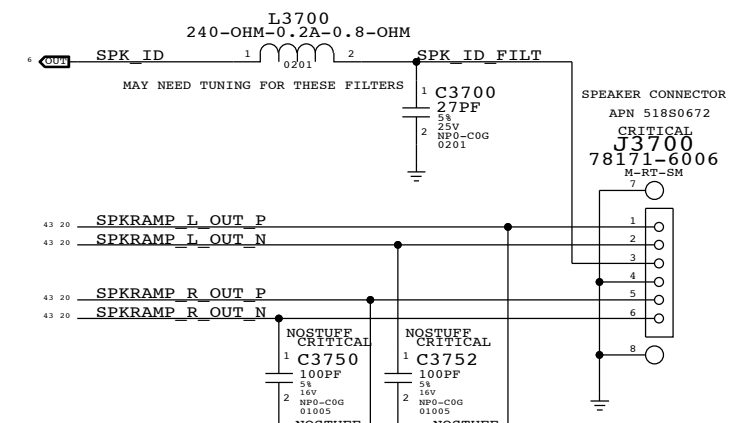 L3700
240-OHM-0.2A-0.8-OHM
6 OUT SPK_ID 1 2 SPK_ID_FILT
0201
MAY NEED TUNING FOR THESE FILTERS
1 C3700
27PF
5%
25V
2 NP0-C0G
0201
SPEAKER CONNECTOR
APN 518S0672
CRITICAL
J3700
78171-6006
M-RT-SM
7
43 20 SPKRAMP_L_OUT_P 1
43 20 SPKRAMP_L_OUT_N 2
3
4
43 20 SPKRAMP_R_OUT_P 5
43 20 SPKRAMP_R_OUT_N 6
8
NOSTUFF
CRITICAL
1 C3750
100PF
5%
16V
2 NP0-C0G
01005
NOSTUFF
NOSTUFF
CRITICAL
1 C3752
100PF
5%
16V
2 NP0-C0G
01005
NOSTUFF